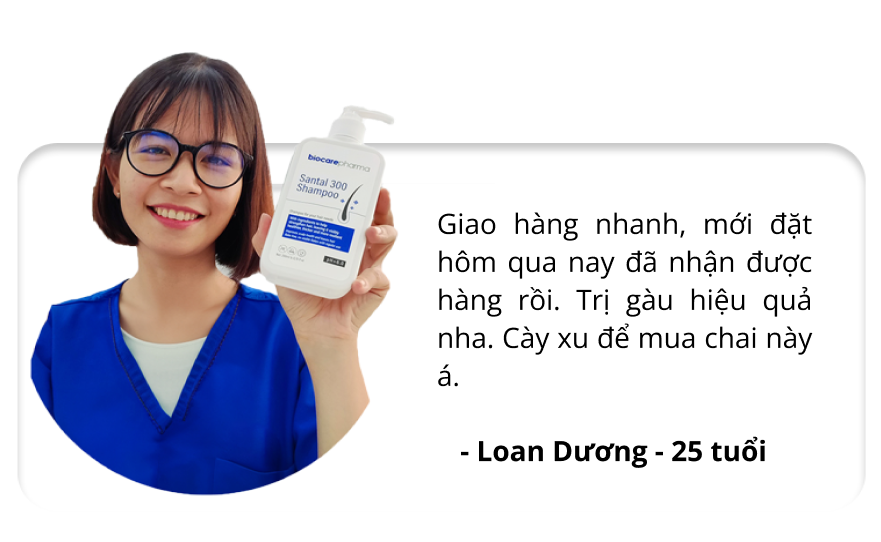 biocarepharma
Santal 300
Shampoo
Giao hàng nhanh, mới đặt
hôm qua nay đã nhận được
hàng rồi. Trị gàu hiệu quả
nha. Cày xu để mua chai này
á.
- Loan Dương - 25 tuổi